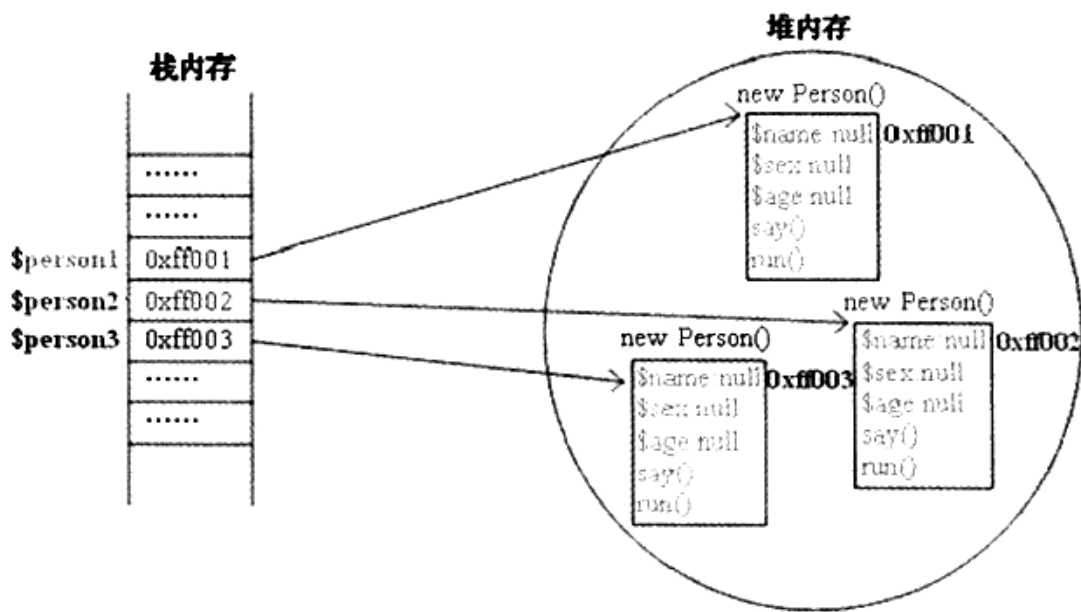 栈内存
……
……
$person1 0xff001
$person2 0xff002
$person3 0xff003
……
……
堆内存
new Person()
$name:null 0xff001
$sex:null
$age:null
say()
run()
new Person()
$name:null 0xff002
$sex:null
$age:null
say()
run()
new Person()
$name:null 0xff003
$sex:null
$age:null
say()
run()